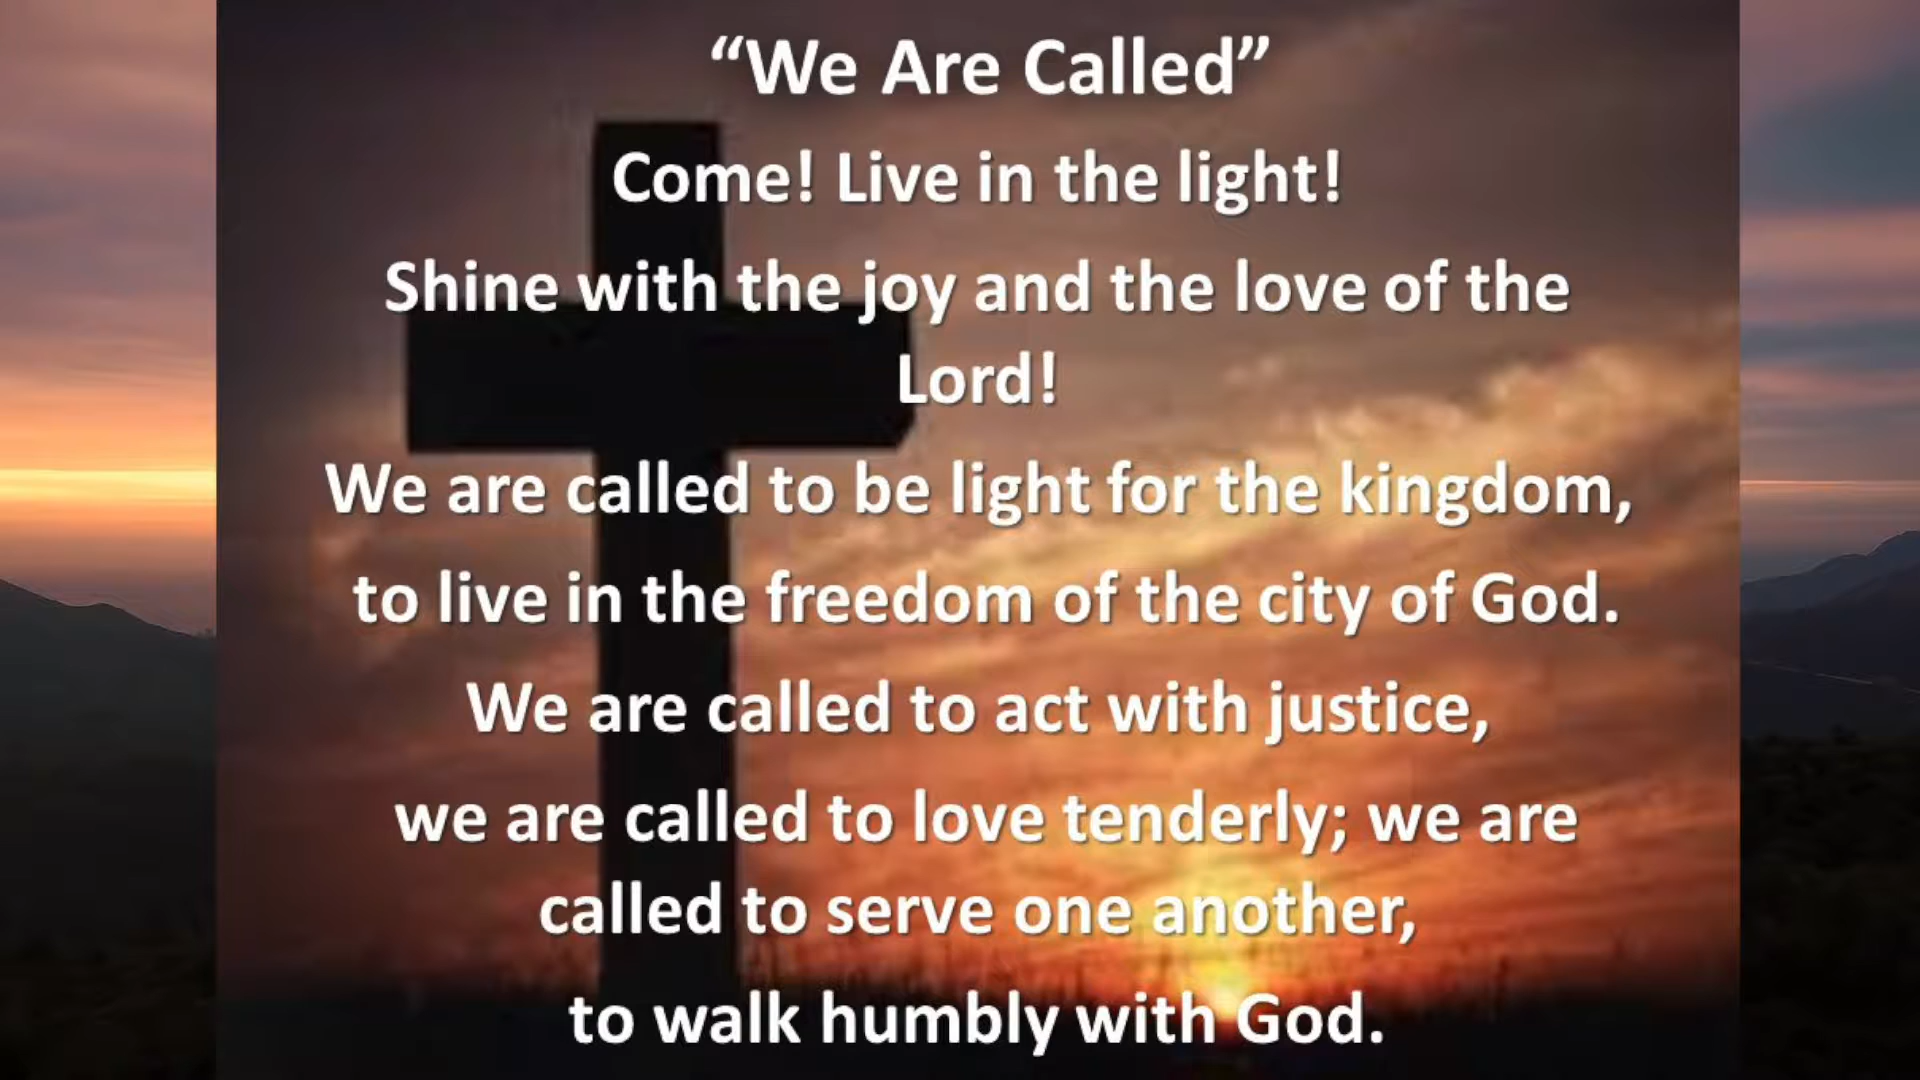 “We Are Called”
Come! Live in the light!
Shine with the joy and the love of the
Lord!
We are called to be light for the kingdom,
to live in the freedom of the city of God.
We are called to act with justice,
we are called to love tenderly; we are
called to serve one another,
to walk humbly with God.